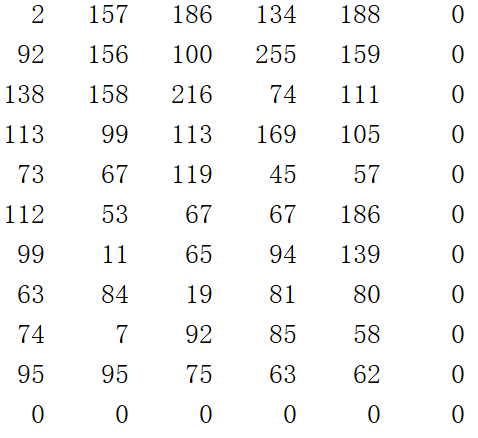 2 157 186 134 188 0
92 156 100 255 159 0
138 158 216 74 111 0
113 99 113 169 105 0
73 67 119 45 57 0
112 53 67 67 186 0
99 11 65 94 139 0
63 84 19 81 80 0
74 7 92 85 58 0
95 95 75 63 62 0
0 0 0 0 0 0